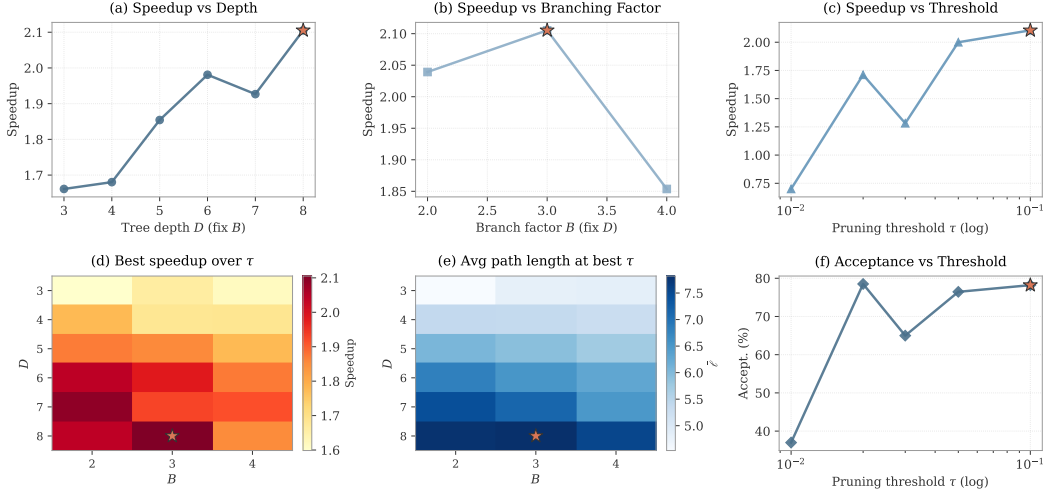 (a) Speedup vs Depth
2.1
2.0
1.9
1.8
1.7
Speedup
3 4 5 6 7 8
Tree depth D (fix B)
(b) Speedup vs Branching Factor
2.10
2.05
2.00
1.95
1.90
1.85
Speedup
2.0 2.5 3.0 3.5 4.0
Branch factor B (fix D)
(c) Speedup vs Threshold
2.00
1.75
1.50
1.25
1.00
0.75
Speedup
10⁻² 10⁻¹
Pruning threshold τ (log)
(d) Best speedup over τ
3
4
5
6
7
8
D
2 3 4
B
2.1
2.0
1.9
1.8
1.7
1.6
Speedup
(e) Avg path length at best τ
3
4
5
6
7
8
D
2 3 4
B
7.5
7.0
6.5
6.0
5.5
5.0
ℓ̄
(f) Acceptance vs Threshold
80
70
60
50
40
Accept. (%)
10⁻² 10⁻¹
Pruning threshold τ (log)